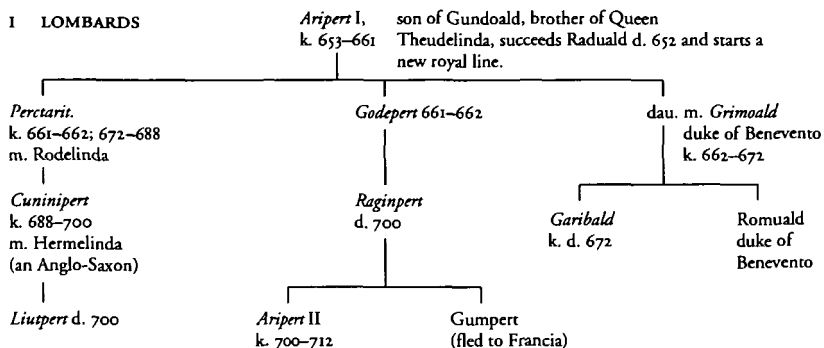 I LOMBARDS
Aripert I,
k. 653–661
son of Gundoald, brother of Queen
Theudelinda, succeeds Raduald d. 652 and starts a
new royal line.
Perctarit.
k. 661–662; 672–688
m. Rodelinda
Godepert 661–662
dau. m. Grimoald
duke of Benevento
k. 662–672
Cuninipert
k. 688–700
m. Hermelinda
(an Anglo-Saxon)
Raginpert
d. 700
Garibald
k. d. 672
Romuald
duke of
Benevento
Liutpert d. 700
Aripert II
k. 700–712
Gumpert
(fled to Francia)